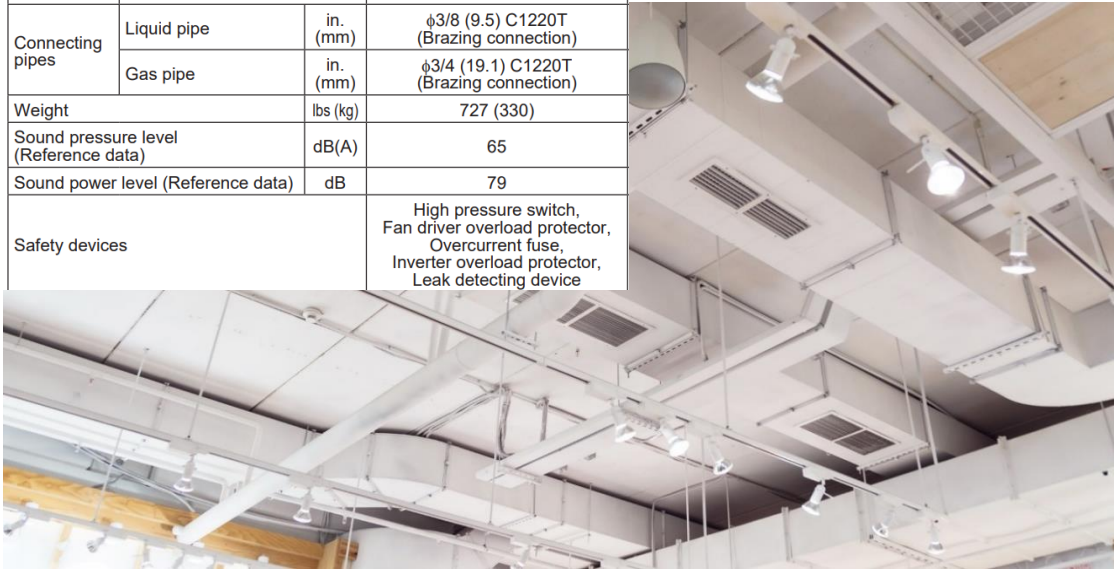 Connecting
pipes
Liquid pipe
in.
(mm)
ϕ3/8 (9.5) C1220T
(Brazing connection)
Gas pipe
in.
(mm)
ϕ3/4 (19.1) C1220T
(Brazing connection)
Weight
lbs (kg)
727 (330)
Sound pressure level
(Reference data)
dB(A)
65
Sound power level (Reference data)
dB
79
Safety devices
High pressure switch,
Fan driver overload protector,
Overcurrent fuse,
Inverter overload protector,
Leak detecting device